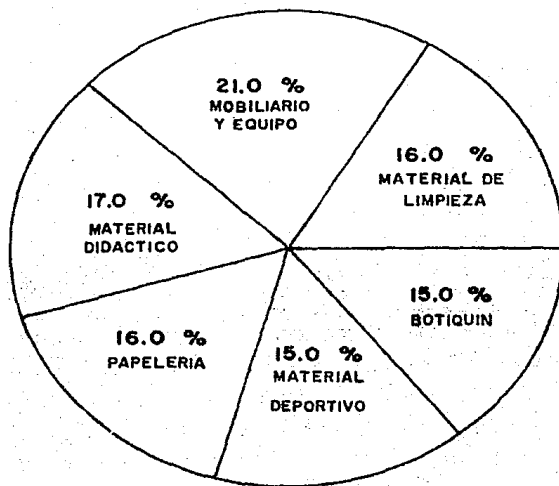 21.0 %
MOBILIARIO
Y EQUIPO
16.0 %
MATERIAL DE
LIMPIEZA
17.0 %
MATERIAL
DIDACTICO
15.0 %
BOTIQUIN
16.0 %
PAPELERIA
15.0 %
MATERIAL
DEPORTIVO